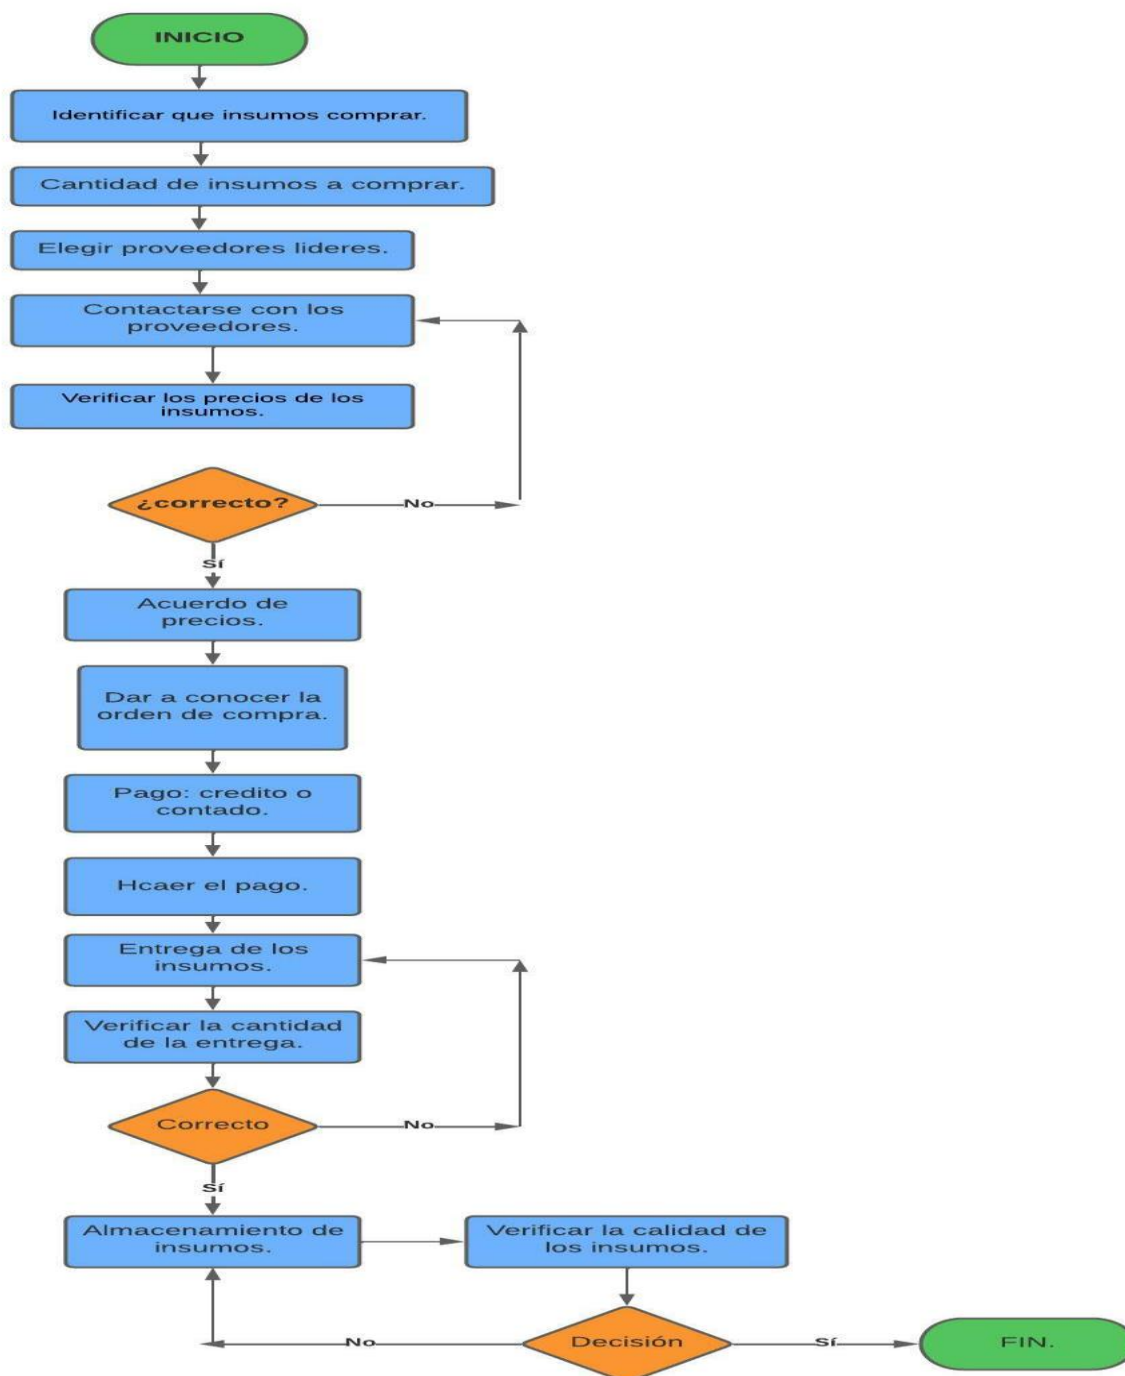 INICIO
Identificar que insumos comprar.
Cantidad de insumos a comprar.
Elegir proveedores lideres.
Contactarse con los
proveedores.
Verificar los precios de los
insumos.
¿correcto?
No
Sí
Acuerdo de
precios.
Dar a conocer la
orden de compra.
Pago: credito o
contado.
Hcaer el pago.
Entrega de los
insumos.
Verificar la cantidad
de la entrega.
Correcto
No
Sí
Almacenamiento de
insumos.
Verificar la calidad de
los insumos.
No
Decisión
Sí
FIN.